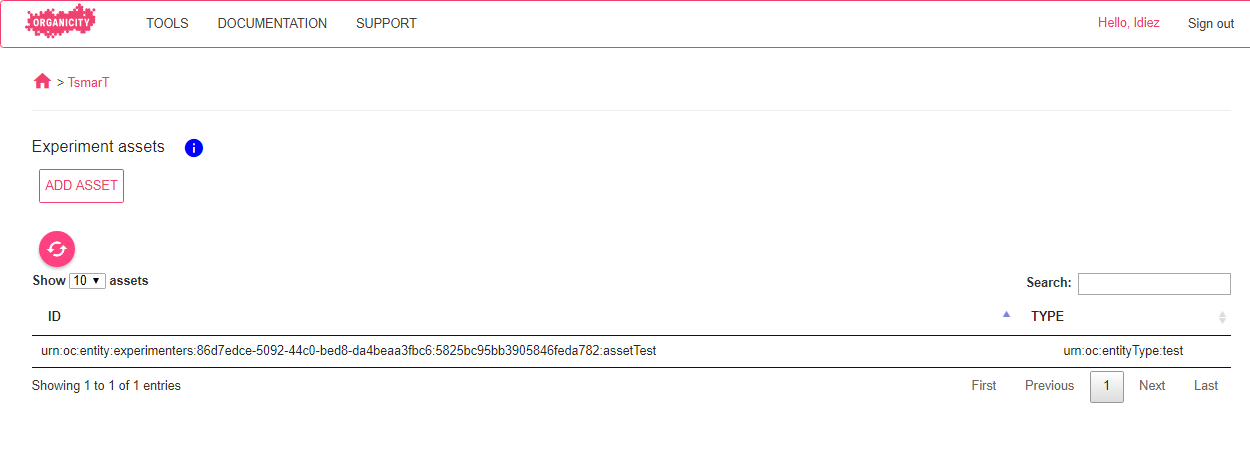 ORGANICITY TOOLS DOCUMENTATION SUPPORT Hello, Idiez Sign out
> TsmarT
Experiment assets i
ADD ASSET
Show 10 assets Search:
ID TYPE
urn:oc:entity:experimenters:86d7edce-5092-44c0-bed8-da4beaa3fbc6:5825bc95bb3905846feda782:assetTest urn:oc:entityType:test
Showing 1 to 1 of 1 entries First Previous 1 Next Last